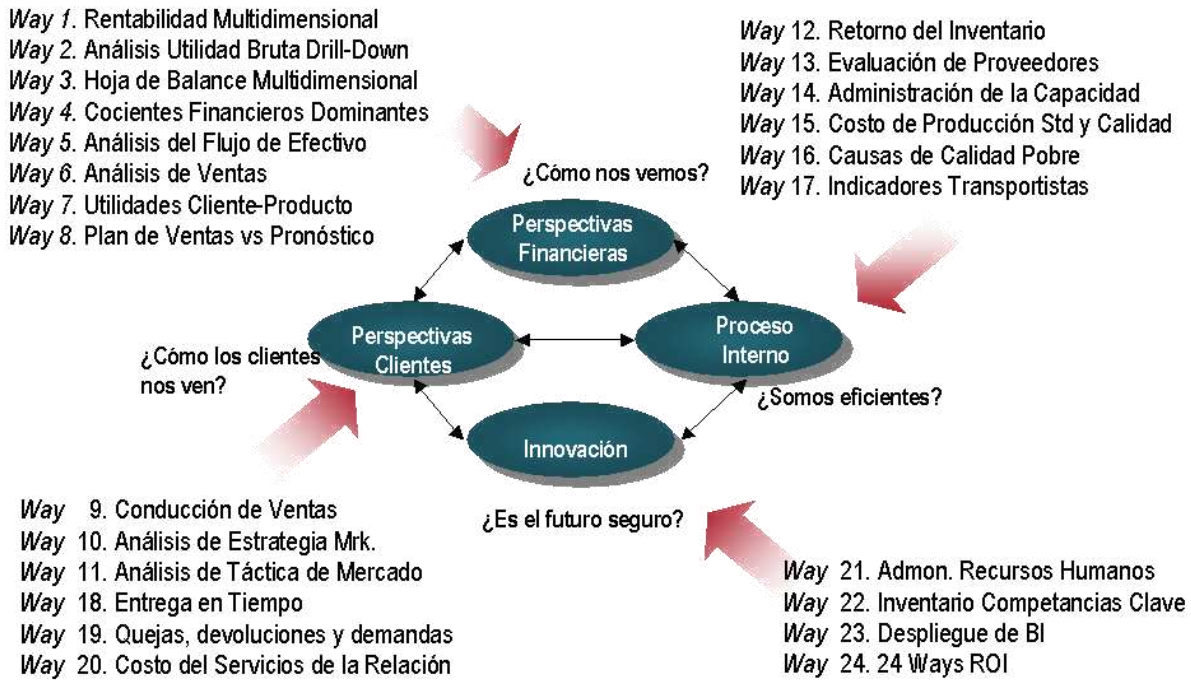 Way 1. Rentabilidad Multidimensional
Way 2. Análisis Utilidad Bruta Drill-Down
Way 3. Hoja de Balance Multidimensional
Way 4. Cocientes Financieros Dominantes
Way 5. Análisis del Flujo de Efectivo
Way 6. Análisis de Ventas
Way 7. Utilidades Cliente-Producto
Way 8. Plan de Ventas vs Pronóstico
Way 12. Retorno del Inventario
Way 13. Evaluación de Proveedores
Way 14. Administración de la Capacidad
Way 15. Costo de Producción Std y Calidad
Way 16. Causas de Calidad Pobre
Way 17. Indicadores Transportistas
¿Cómo nos vemos?
Perspectivas
Financieras
Perspectivas
Clientes
Proceso
Interno
¿Cómo los clientes
nos ven?
¿Somos eficientes?
Innovación
¿Es el futuro seguro?
Way 9. Conducción de Ventas
Way 10. Análisis de Estrategia Mrk.
Way 11. Análisis de Táctica de Mercado
Way 18. Entrega en Tiempo
Way 19. Quejas, devoluciones y demandas
Way 20. Costo del Servicios de la Relación
Way 21. Admon. Recursos Humanos
Way 22. Inventario Competancias Clave
Way 23. Despliegue de BI
Way 24. 24 Ways ROI